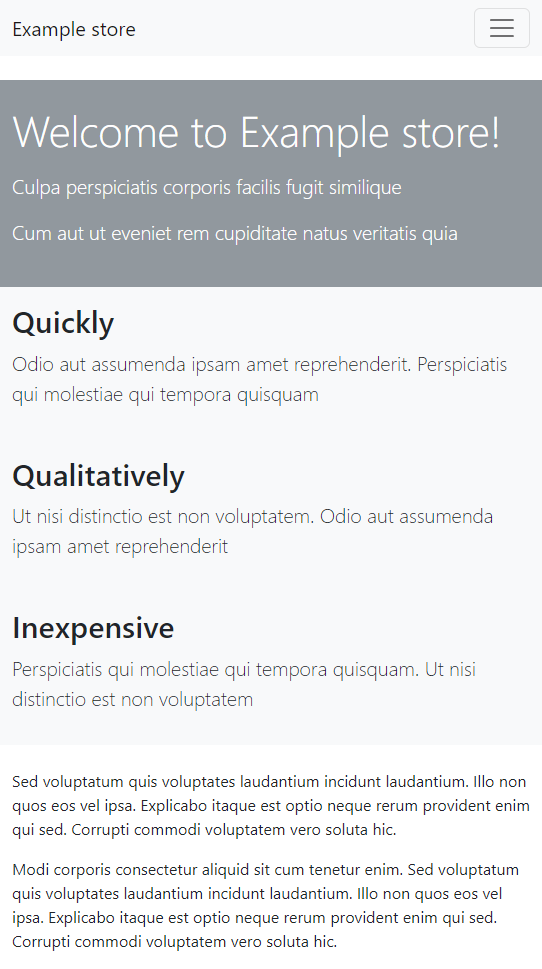 Example store
Welcome to Example store!
Culpa perspiciatis corporis facilis fugit similique
Cum aut ut eveniet rem cupiditate natus veritatis quia
Quickly
Odio aut assumenda ipsam amet reprehenderit. Perspiciatis
qui molestiae qui tempora quisquam
Qualitatively
Ut nisi distinctio est non voluptatem. Odio aut assumenda
ipsam amet reprehenderit
Inexpensive
Perspiciatis qui molestiae qui tempora quisquam. Ut nisi
distinctio est non voluptatem
Sed voluptatum quis voluptates laudantium incidunt laudantium. Illo non
quos eos vel ipsa. Explicabo itaque est optio neque rerum provident enim
qui sed. Corrupti commodi voluptatem vero soluta hic.
Modi corporis consectetur aliquid sit cum tenetur enim. Sed voluptatum
quis voluptates laudantium incidunt laudantium. Illo non quos eos vel
ipsa. Explicabo itaque est optio neque rerum provident enim qui sed.
Corrupti commodi voluptatem vero soluta hic.